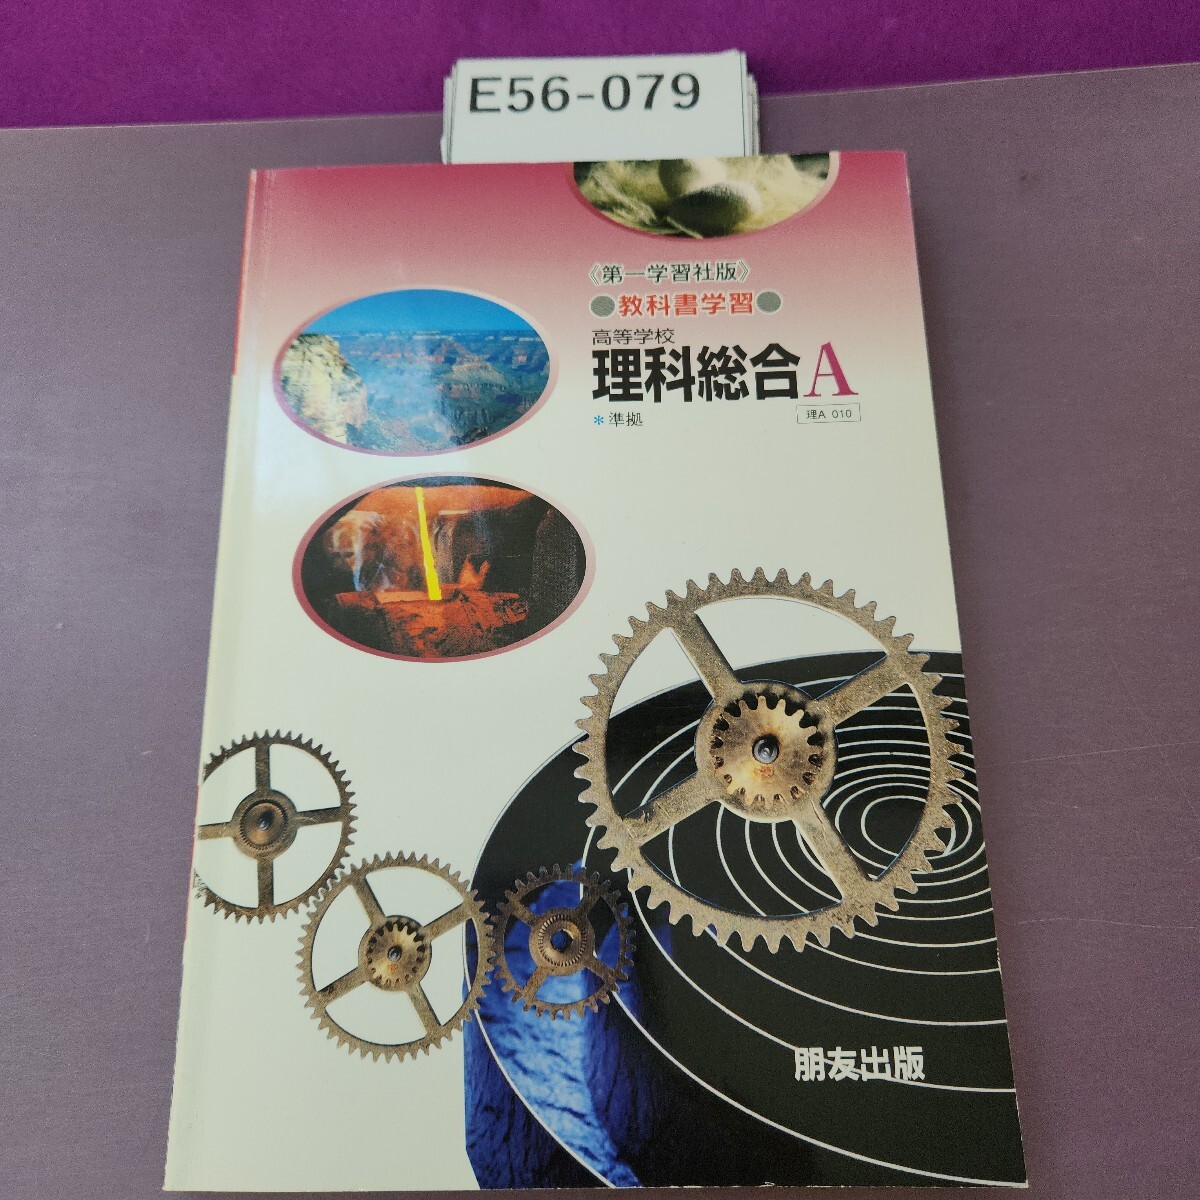 E56-079
《第一学習社版》
●教科書学習●
高等学校
理科総合A
*準拠
理A 010
朋友出版